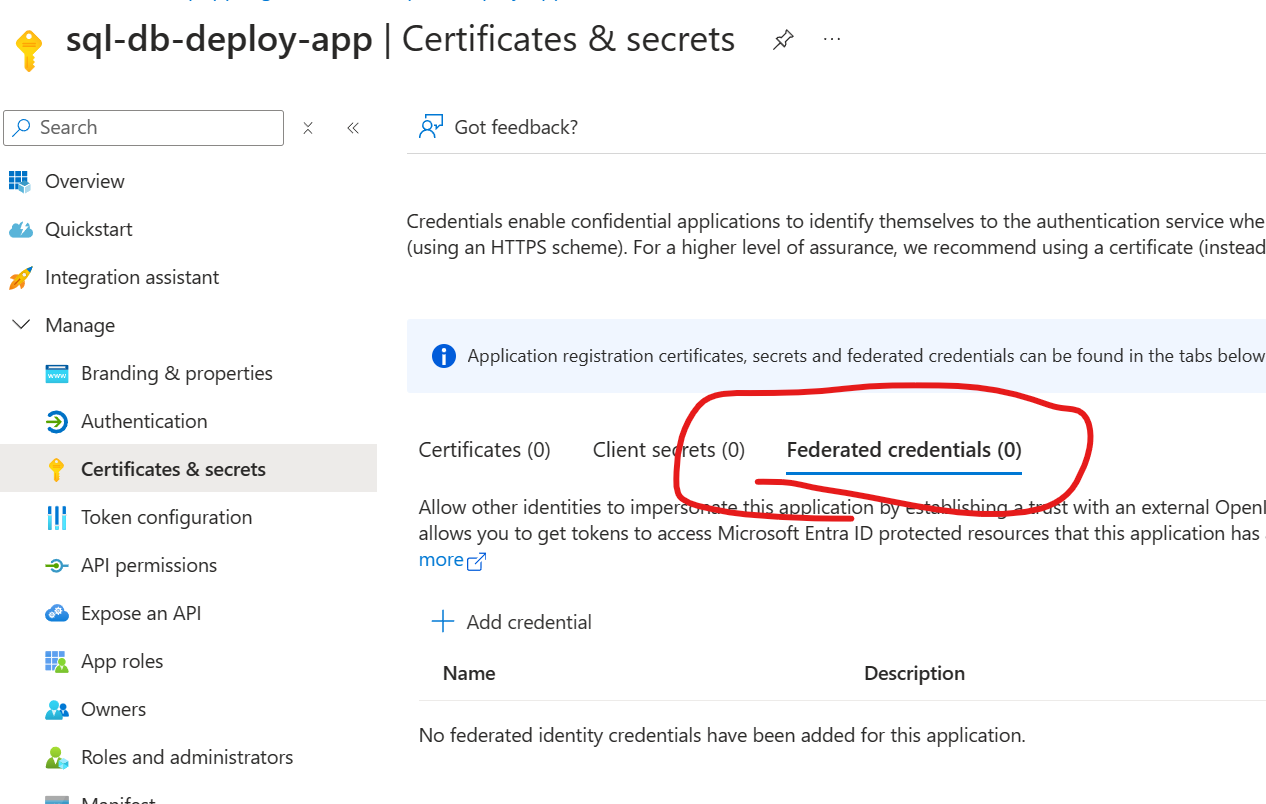 sql-db-deploy-app | Certificates & secrets
Search
Got feedback?
Overview
Quickstart
Integration assistant
Manage
Branding & properties
Authentication
Certificates & secrets
Token configuration
API permissions
Expose an API
App roles
Owners
Roles and administrators
Manifest
Credentials enable confidential applications to identify themselves to the authentication service whe
(using an HTTPS scheme). For a higher level of assurance, we recommend using a certificate (instead
Application registration certificates, secrets and federated credentials can be found in the tabs below
Certificates (0) Client secrets (0) Federated credentials (0)
Allow other identities to impersonate this application by establishing a trust with an external OpenI
allows you to get tokens to access Microsoft Entra ID protected resources that this application has
more
Add credential
Name Description
No federated identity credentials have been added for this application.